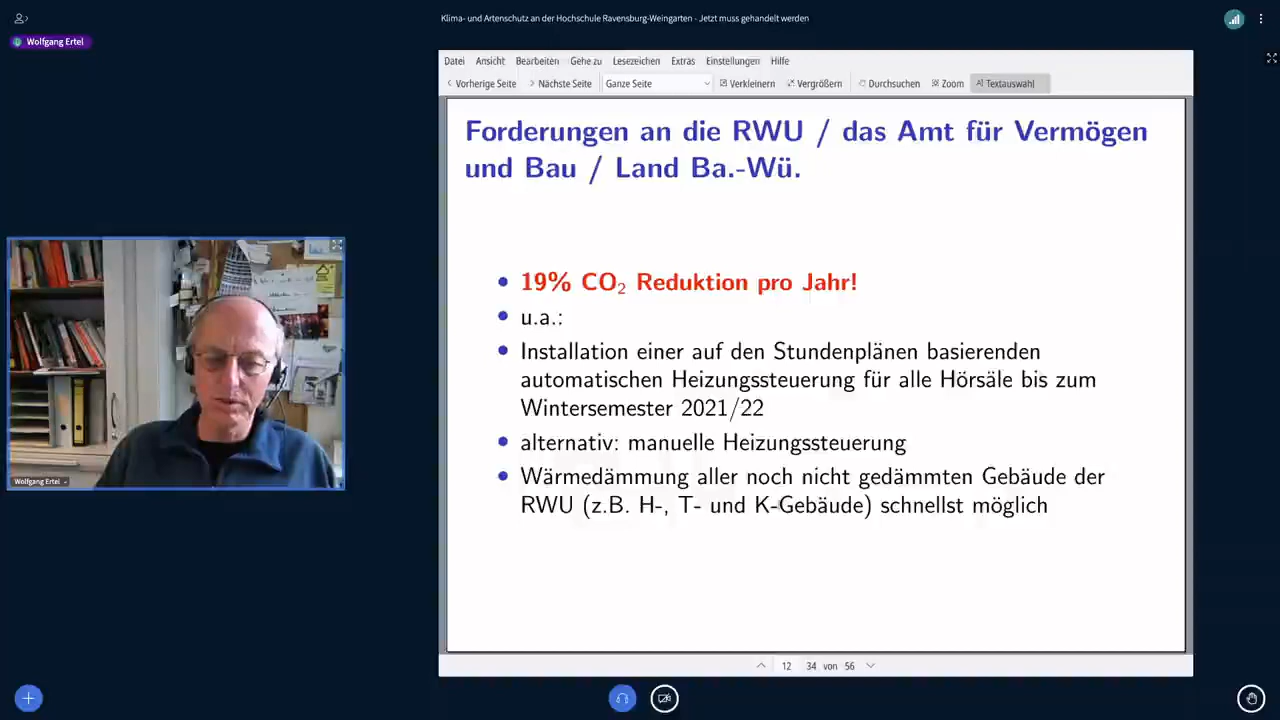 Klima- und Artenschutz an der Hochschule Ravensburg-Weingarten - Jetzt muss gehandelt werden
Wolfgang Ertel
Datei Ansicht Bearbeiten Gehe zu Lesezeichen Extras Einstellungen Hilfe
Vorherige Seite Nächste Seite Ganze Seite Verkleinern Vergrößern Durchsuchen Zoom Textauswahl
Forderungen an die RWU / das Amt für Vermögen
und Bau / Land Ba.-Wü.
19% CO₂ Reduktion pro Jahr!
u.a.:
Installation einer auf den Stundenplänen basierenden
automatischen Heizungssteuerung für alle Hörsäle bis zum
Wintersemester 2021/22
alternativ: manuelle Heizungssteuerung
Wärmedämmung aller noch nicht gedämmten Gebäude der
RWU (z.B. H-, T- und K-Gebäude) schnellst möglich
Wolfgang Ertel
12 34 von 56